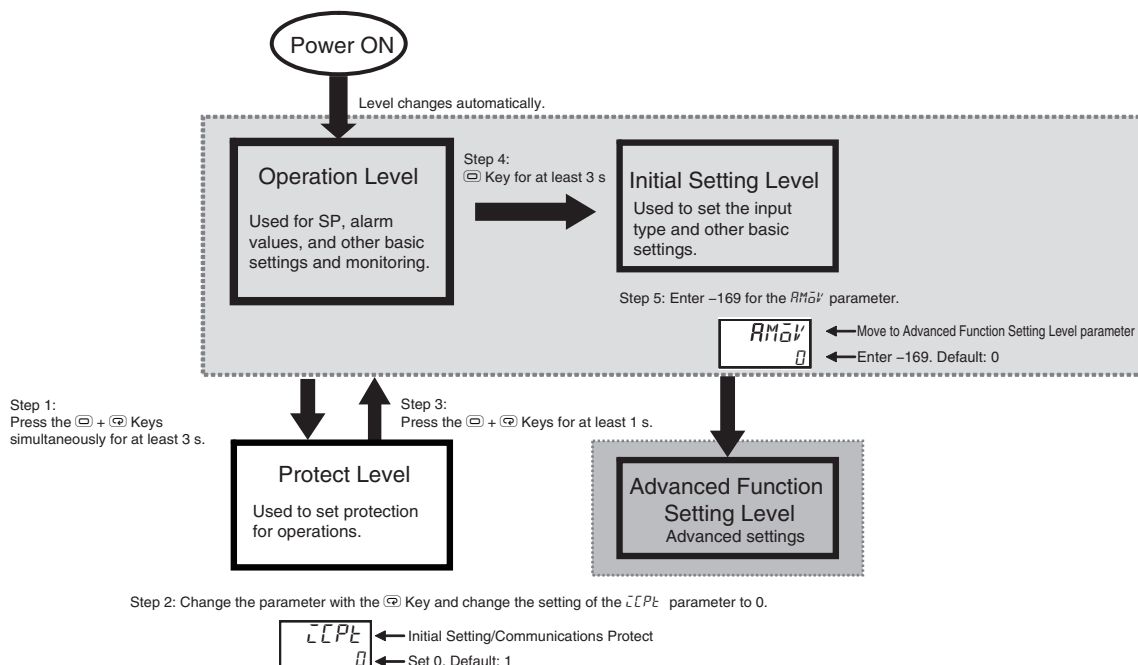 Power ON
Level changes automatically.
Operation Level
Used for SP, alarm
values, and other basic
settings and monitoring.
Step 4:
Key for at least 3 s
Initial Setting Level
Used to set the input
type and other basic
settings.
Step 5: Enter −169 for the AMoV parameter.
AMoV
Move to Advanced Function Setting Level parameter
0
Enter −169. Default: 0
Step 1:
Press the + Keys
simultaneously for at least 3 s.
Step 3:
Press the + Keys for at least 1 s.
Protect Level
Used to set protection
for operations.
Advanced Function
Setting Level
Advanced settings
Step 2: Change the parameter with the Key and change the setting of the iCPt parameter to 0.
iCPt
Initial Setting/Communications Protect
0
Set 0. Default: 1